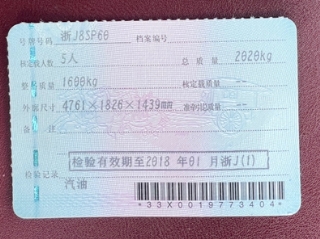 号牌号码 浙J8SP60 档案编号
核定载人数 5人 总质量 2020kg
整备质量 1600kg 核定载质量 --
外廓尺寸 4761×1826×1439mm 准牵引总质量 --
备注
检验有效期至2018年01月浙J(1)
检验记录
汽油
*33X0019773404*